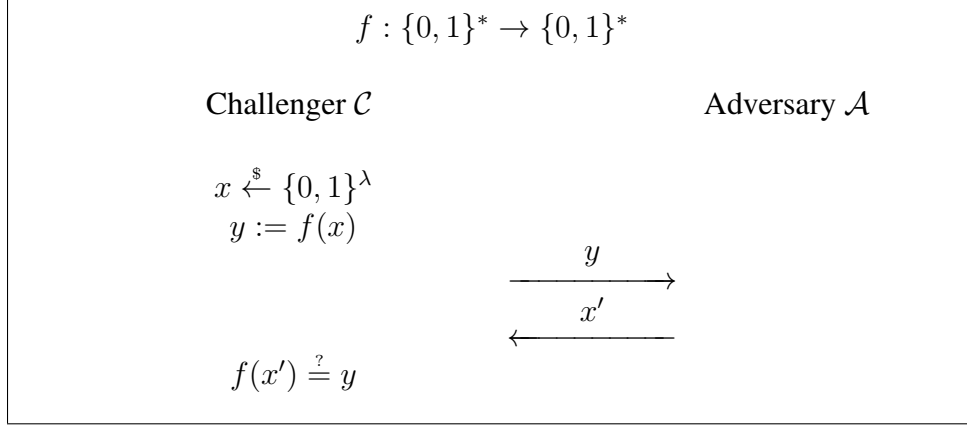 f : {0, 1}* → {0, 1}*
Challenger 𝒞 Adversary 𝒜
x ←$ {0, 1}^λ
y := f(x)
y
x′
f(x′) ≟ y